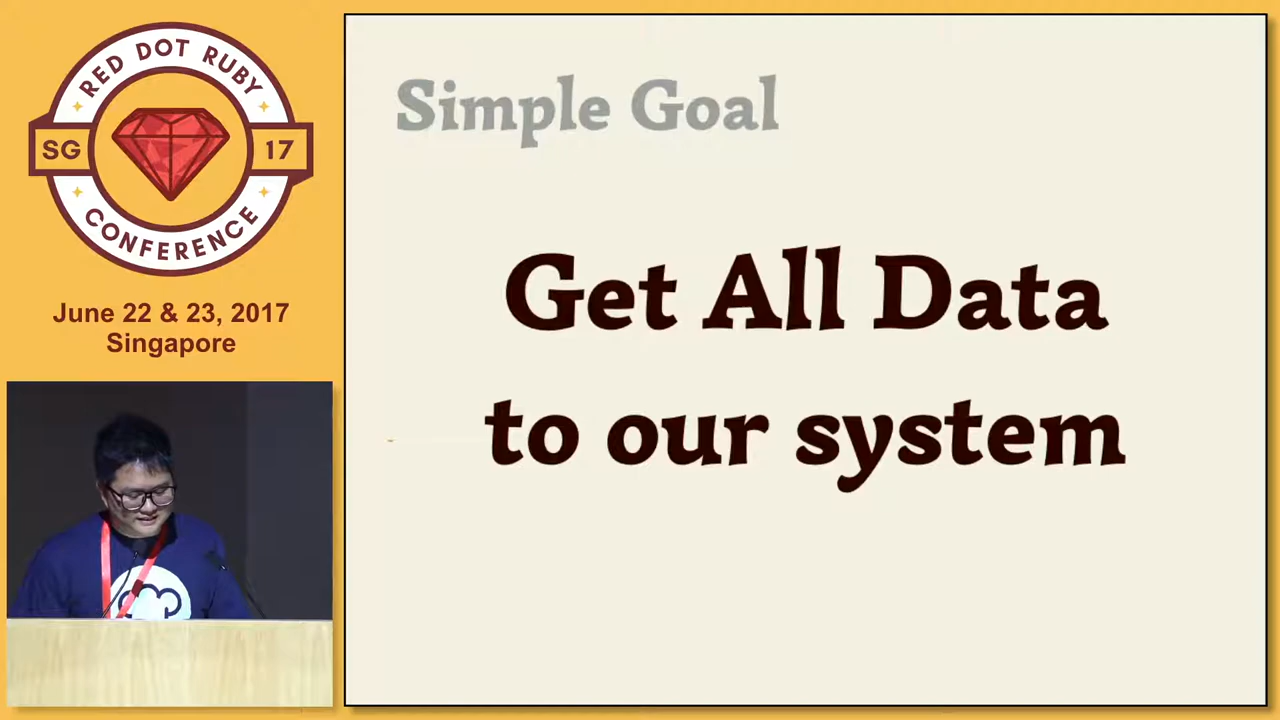 RED DOT RUBY
SG 17
CONFERENCE
June 22 & 23, 2017
Singapore
Simple Goal
Get All Data
to our system